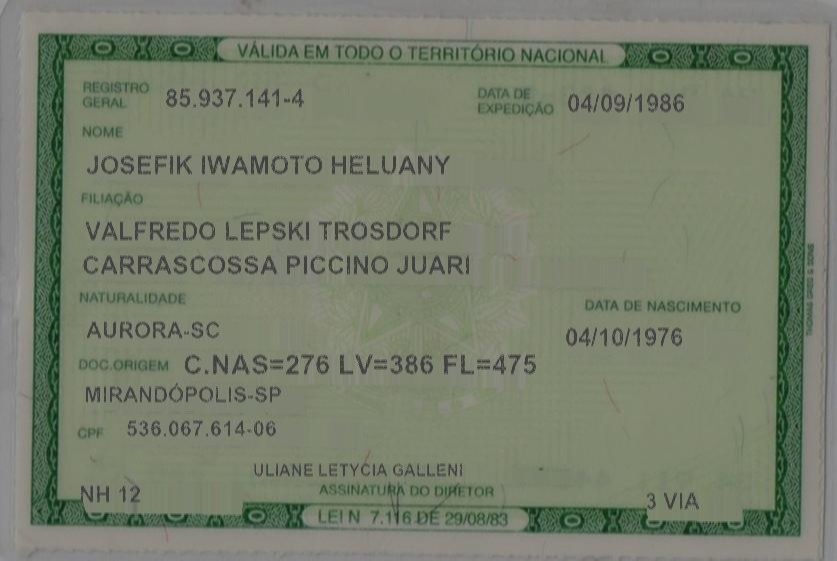 VÁLIDA EM TODO O TERRITÓRIO NACIONAL
REGISTRO GERAL 85.937.141-4 DATA DE EXPEDIÇÃO 04/09/1986
NOME
JOSEFIK IWAMOTO HELUANY
FILIAÇÃO
VALFREDO LEPSKI TROSDORF
CARRASCOSSA PICCINO JUARI
NATURALIDADE DATA DE NASCIMENTO
AURORA-SC 04/10/1976
DOC.ORIGEM C.NAS=276 LV=386 FL=475
MIRANDÓPOLIS-SP
CPF 536.067.614-06
ULIANE LETYCIA GALLENI
NH 12 ASSINATURA DO DIRETOR 3 VIA
LEI N 7.116 DE 29/08/83